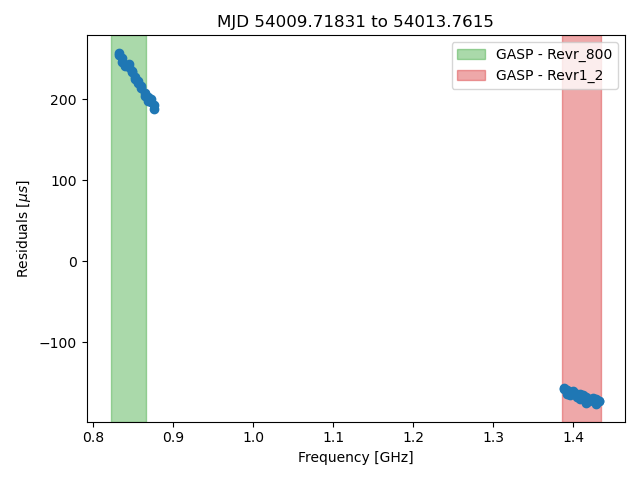 MJD 54009.71831 to 54013.7615
GASP - Revr_800
GASP - Revr1_2
Residuals [μs]
200
100
0
−100
0.8 0.9 1.0 1.1 1.2 1.3 1.4
Frequency [GHz]